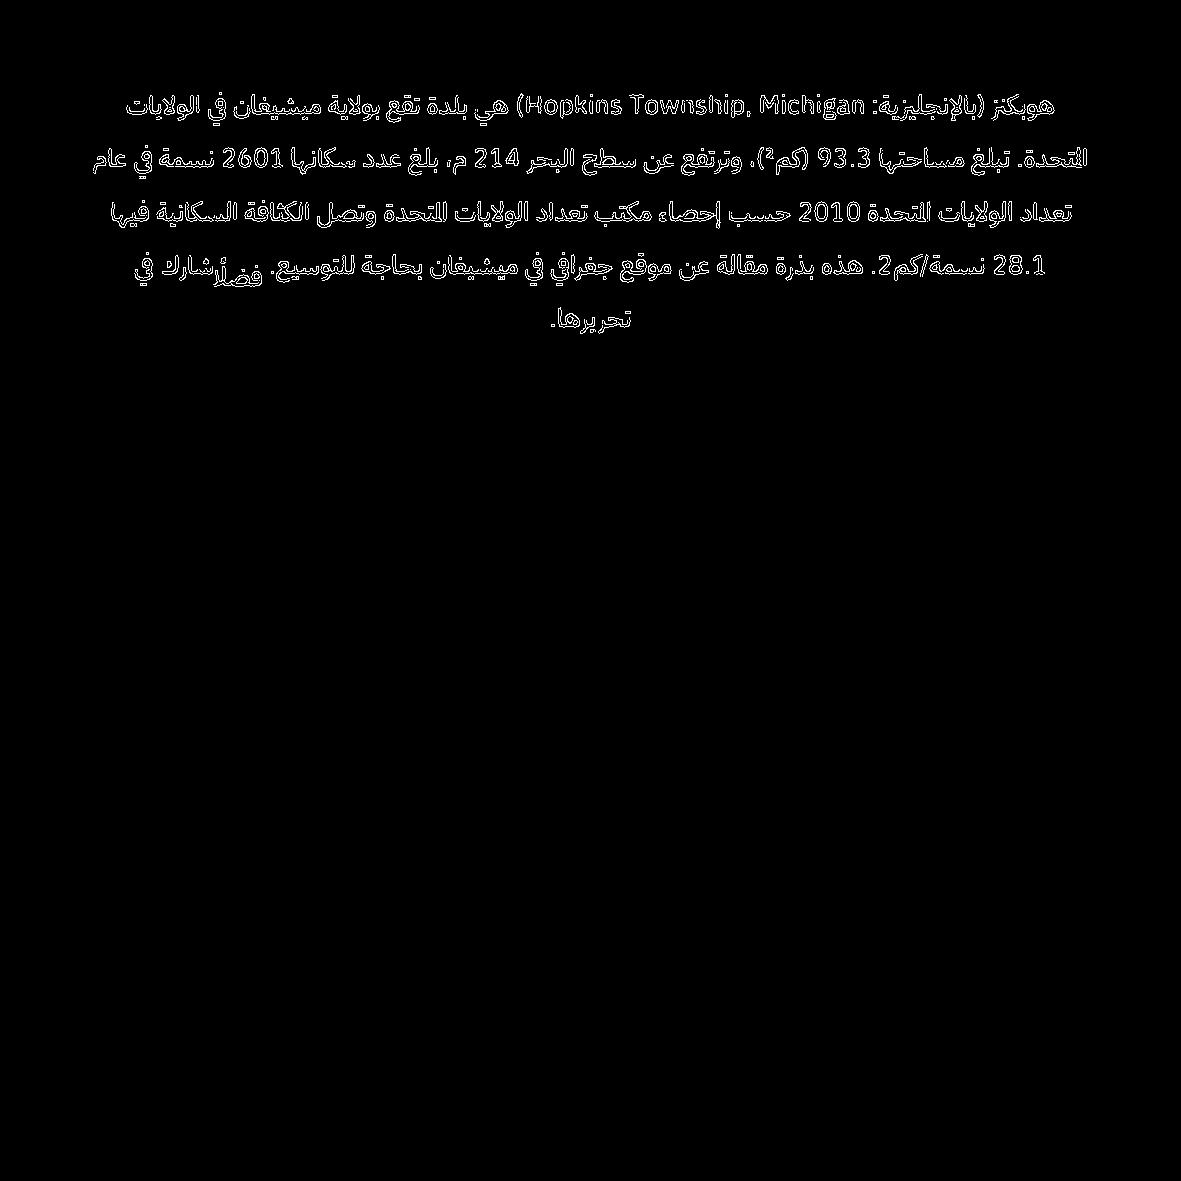 هوبكنز (بالإنجليزية: Hopkins Township, Michigan) هي بلدة تقع بولاية ميشيغان في الولايات
المتحدة. تبلغ مساحتها 93.3 (كم²)، وترتفع عن سطح البحر 214 م، بلغ عدد سكانها 2601 نسمة في عام
تعداد الولايات المتحدة 2010 حسب إحصاء مكتب تعداد الولايات المتحدة وتصل الكثافة السكانية فيها
28.1 نسمة/كم2. هذه بذرة مقالة عن موقع جغرافي في ميشيغان بحاجة للتوسيع. فضلاً شارك في
تحريرها.